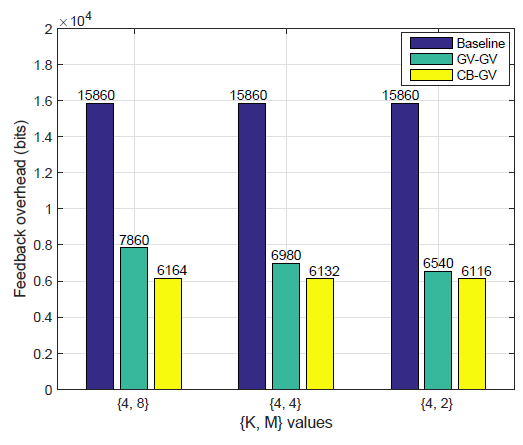 ×10⁴
2
1.8
1.6
1.4
1.2
1
0.8
0.6
0.4
0.2
0
Feedback overhead (bits)
Baseline
GV-GV
CB-GV
15860 15860 15860
7860 6164 6980 6132 6540 6116
{4, 8} {4, 4} {4, 2}
{K, M} values